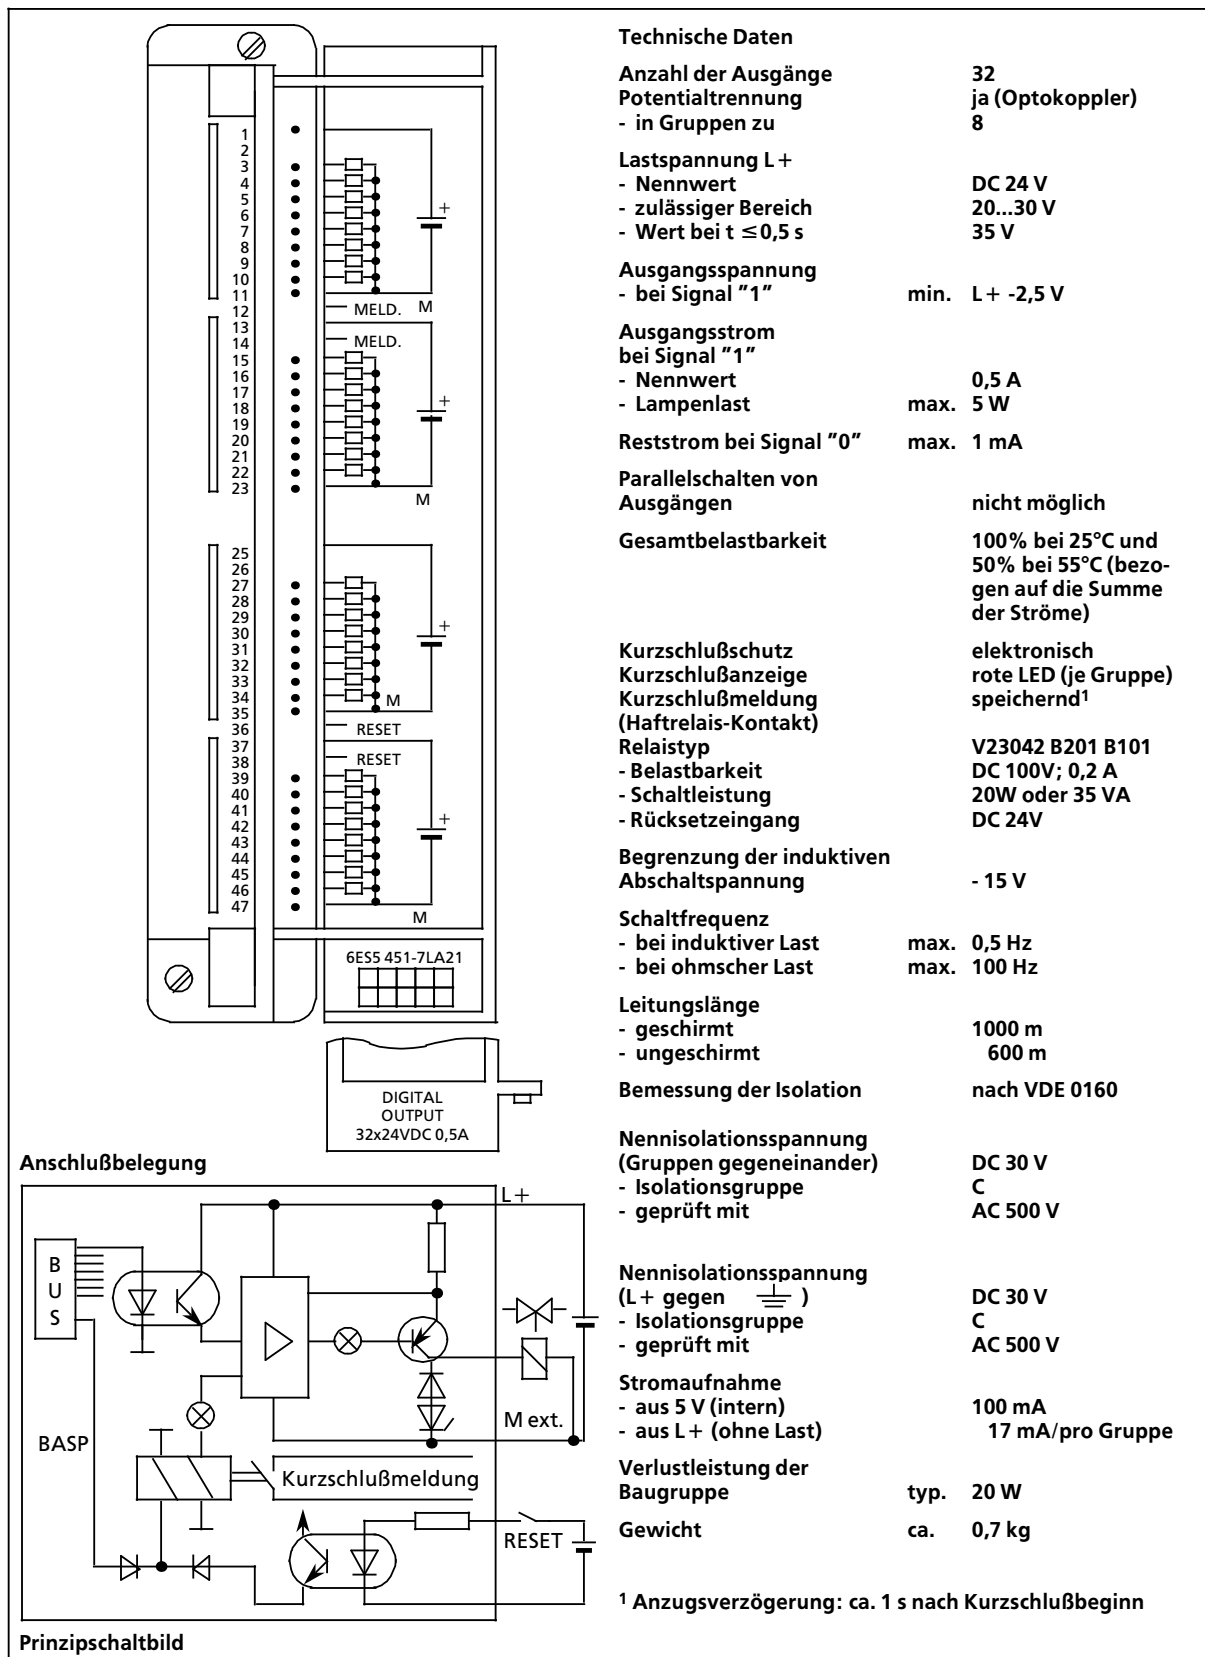 1
2
3
4
5
6
7
8
9
10
11
12
13
14
15
16
17
18
19
20
21
22
23
25
26
27
28
29
30
31
32
33
34
35
36
37
38
39
40
41
42
43
44
45
46
47
+
MELD. M
MELD.
+
M
+
M
RESET
RESET
+
M
6ES5 451-7LA21
DIGITAL
OUTPUT
32x24VDC 0,5A
Anschlußbelegung
L+
B
U
S
M ext.
BASP
Kurzschlußmeldung
RESET
Prinzipschaltbild
Technische Daten
Anzahl der Ausgänge 32
Potentialtrennung ja (Optokoppler)
- in Gruppen zu 8
Lastspannung L+
- Nennwert DC 24 V
- zulässiger Bereich 20...30 V
- Wert bei t ≤0,5 s 35 V
Ausgangsspannung
- bei Signal "1" min. L+ -2,5 V
Ausgangsstrom
bei Signal "1"
- Nennwert 0,5 A
- Lampenlast max. 5 W
Reststrom bei Signal "0" max. 1 mA
Parallelschalten von
Ausgängen nicht möglich
Gesamtbelastbarkeit 100% bei 25°C und
50% bei 55°C (bezo-
gen auf die Summe
der Ströme)
Kurzschlußschutz elektronisch
Kurzschlußanzeige rote LED (je Gruppe)
Kurzschlußmeldung speichernd¹
(Haftrelais-Kontakt)
Relaistyp V23042 B201 B101
- Belastbarkeit DC 100V; 0,2 A
- Schaltleistung 20W oder 35 VA
- Rücksetzeingang DC 24V
Begrenzung der induktiven
Abschaltspannung - 15 V
Schaltfrequenz
- bei induktiver Last max. 0,5 Hz
- bei ohmscher Last max. 100 Hz
Leitungslänge
- geschirmt 1000 m
- ungeschirmt 600 m
Bemessung der Isolation nach VDE 0160
Nennisolationsspannung
(Gruppen gegeneinander) DC 30 V
- Isolationsgruppe C
- geprüft mit AC 500 V
Nennisolationsspannung
(L+ gegen ) DC 30 V
- Isolationsgruppe C
- geprüft mit AC 500 V
Stromaufnahme
- aus 5 V (intern) 100 mA
- aus L+ (ohne Last) 17 mA/pro Gruppe
Verlustleistung der
Baugruppe typ. 20 W
Gewicht ca. 0,7 kg
¹ Anzugsverzögerung: ca. 1 s nach Kurzschlußbeginn